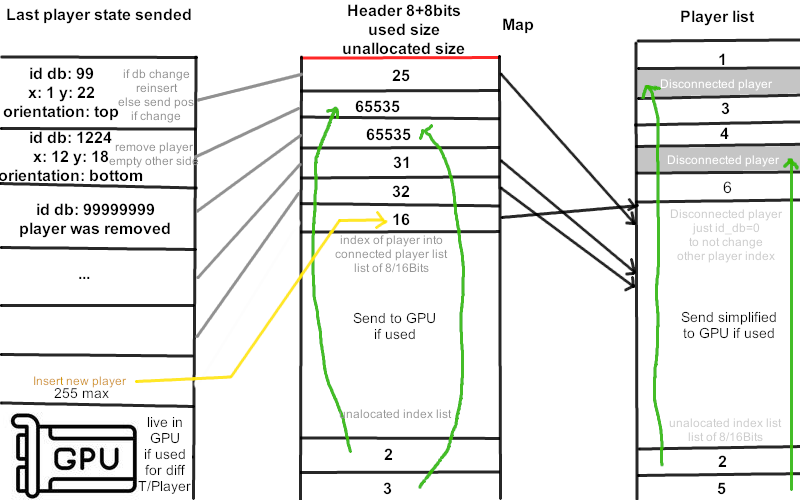 Last player state sended
id db: 99
x: 1 y: 22
orientation: top
if db change
reinsert
else send pos
if change
id db: 1224
x: 12 y: 18
orientation: bottom
remove player
empty other side
id db: 99999999
player was removed
...
Insert new player
255 max
GPU
live in
GPU
if used
for diff
T/Player
Header 8+8bits
used size
unallocated size
25
65535
65535
31
32
16
index of player into
connected player list
list of 8/16Bits
Send to GPU
if used
unalocated index list
2
3
Map
Player list
1
Disconnected player
3
4
Disconnected player
6
Disconnected player
just id_db=0
to not change
other player index
Send simplified
to GPU if used
unalocated index list
list of 8/16Bits
2
5